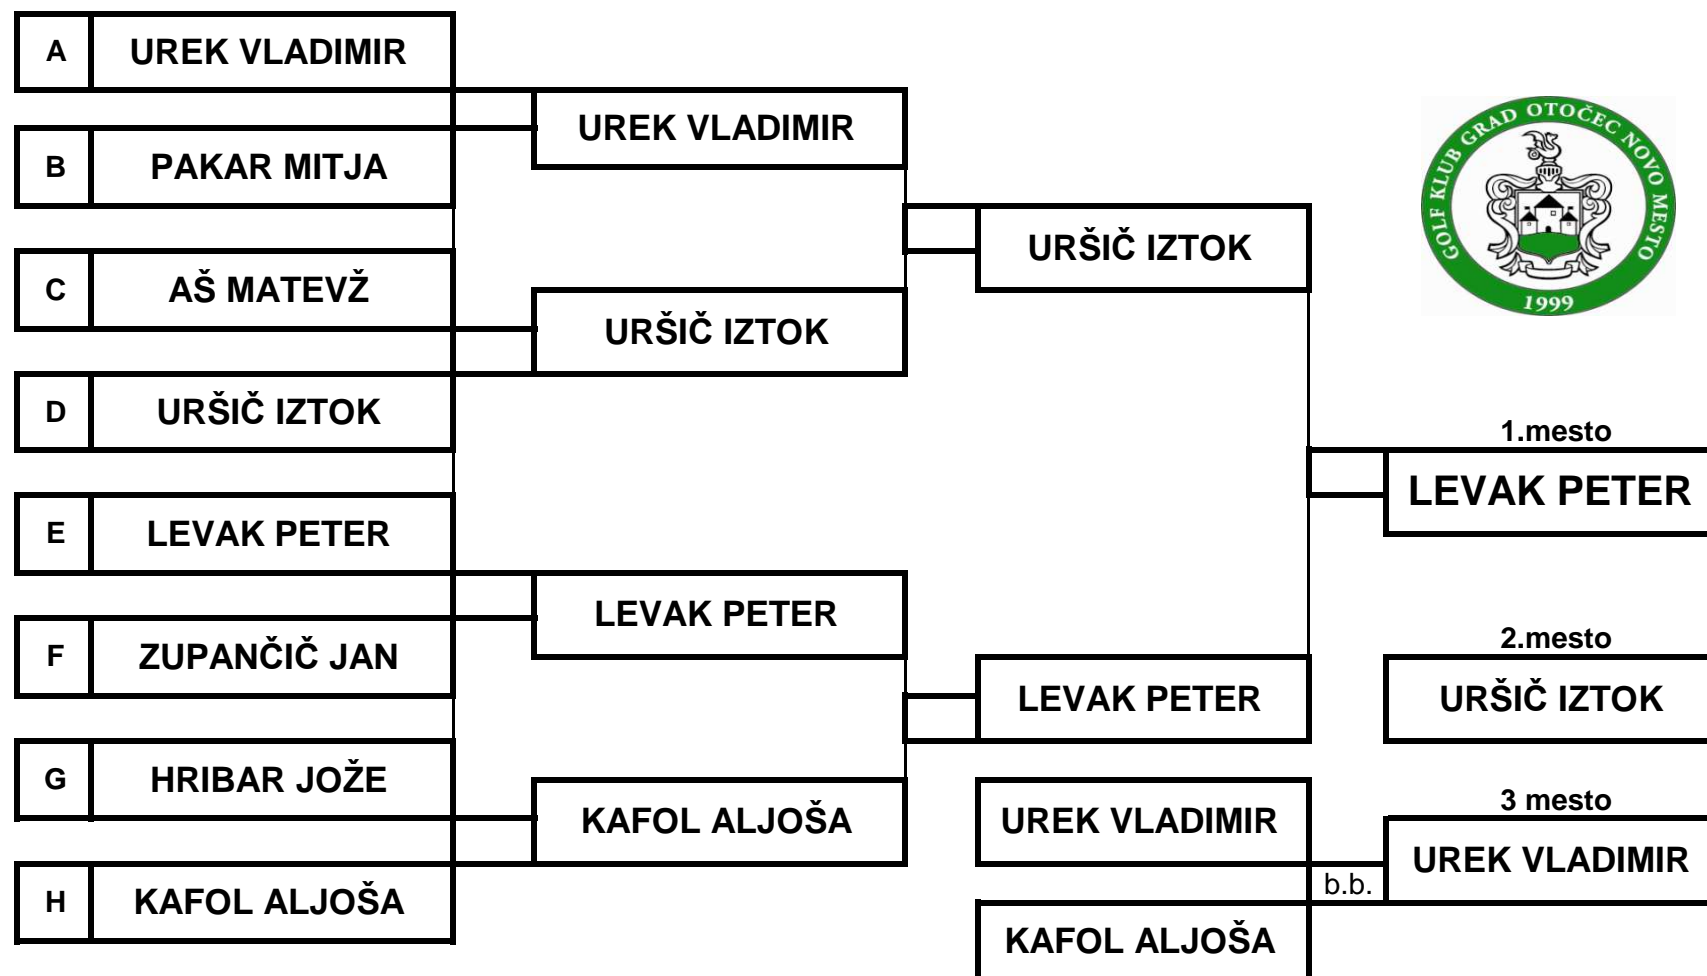 A UREK VLADIMIR
B PAKAR MITJA
C AŠ MATEVŽ
D URŠIČ IZTOK
E LEVAK PETER
F ZUPANČIČ JAN
G HRIBAR JOŽE
H KAFOL ALJOŠA
UREK VLADIMIR
URŠIČ IZTOK
LEVAK PETER
KAFOL ALJOŠA
URŠIČ IZTOK
LEVAK PETER
UREK VLADIMIR
KAFOL ALJOŠA
b.b.
GOLF KLUB GRAD OTOČEC NOVO MESTO
1999
1.mesto
LEVAK PETER
2.mesto
URŠIČ IZTOK
3 mesto
UREK VLADIMIR